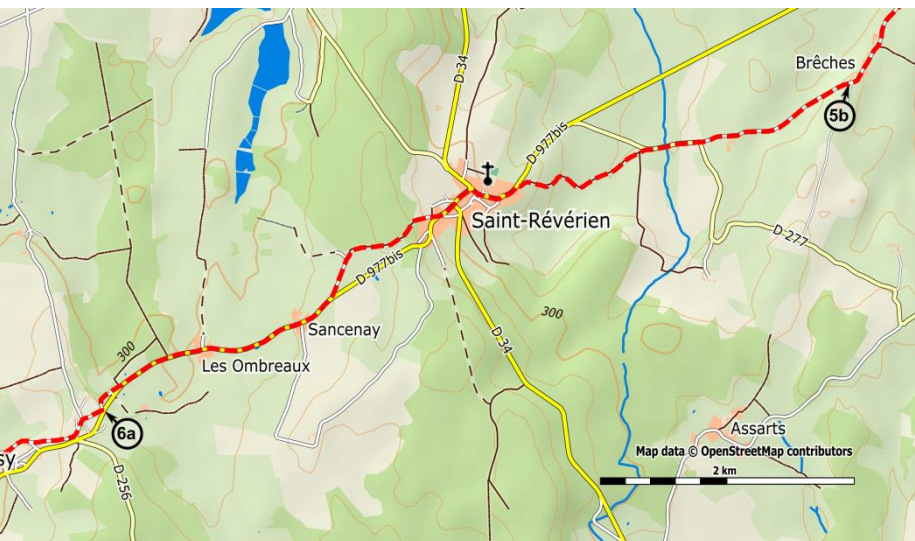 Brêches
5b
D-34
D-977bis
Saint-Révérien
D-277
D-977bis
300
Sancenay
D-34
300
Les Ombreaux
Assarts
6a
Map data © OpenStreetMap contributors
sy
2 km
D-256